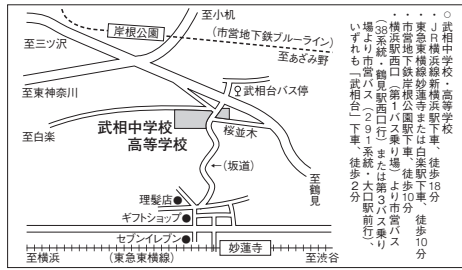 ○武相中学校・高等学校
・JR横浜線新横浜駅下車、徒歩18分
・東急東横線妙蓮寺または白楽駅下車、徒歩10分
・市営地下鉄岸根公園駅下車、徒歩10分
・横浜駅西口(第1バス乗り場)より市営バス
(38系統・鶴見駅西口行)または第3バス乗り
場より市営バス(291系統・大口駅前行)、
いずれも「武相台」下車、徒歩2分
至小机
岸根公園
(市営地下鉄ブルーライン)
至三ツ沢
至あざみ野
至東神奈川
武相台バス停
至白楽
武相中学校
高等学校
桜並木
(坂道)
至鶴見
理髪店
ギフトショップ
セブンイレブン
妙蓮寺
至横浜
(東急東横線)
至渋谷